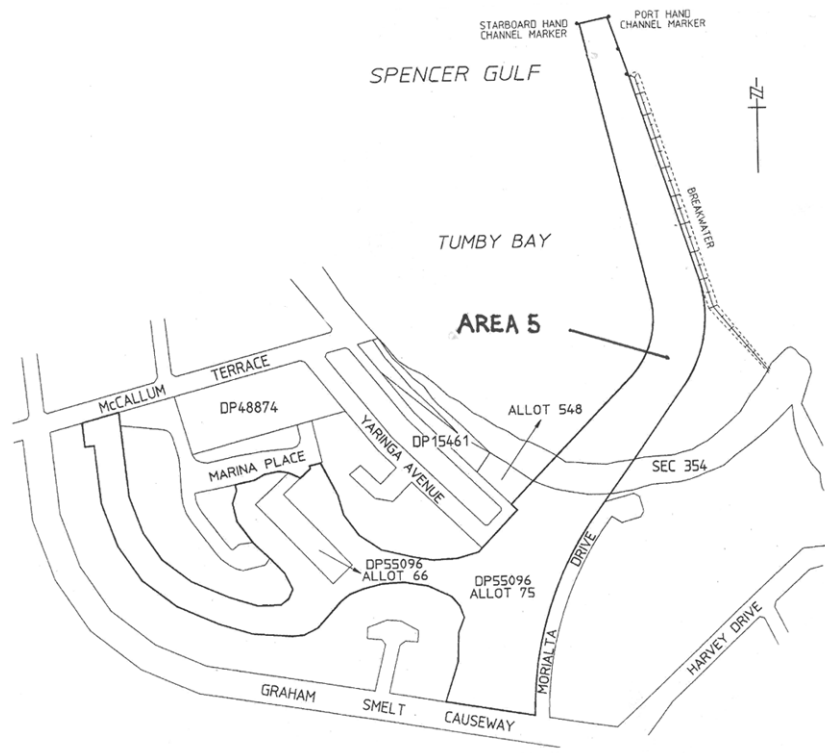 STARBOARD HAND
CHANNEL MARKER
PORT HAND
CHANNEL MARKER
SPENCER GULF
N
BREAKWATER
TUMBY BAY
AREA 5
McCALLUM TERRACE
DP48874
ALLOT 548
DP15461
YARINGA AVENUE
MARINA PLACE
SEC 354
DP55096
ALLOT 66
DP55096
ALLOT 75
MORIALTA DRIVE
HARVEY DRIVE
GRAHAM SMELT CAUSEWAY